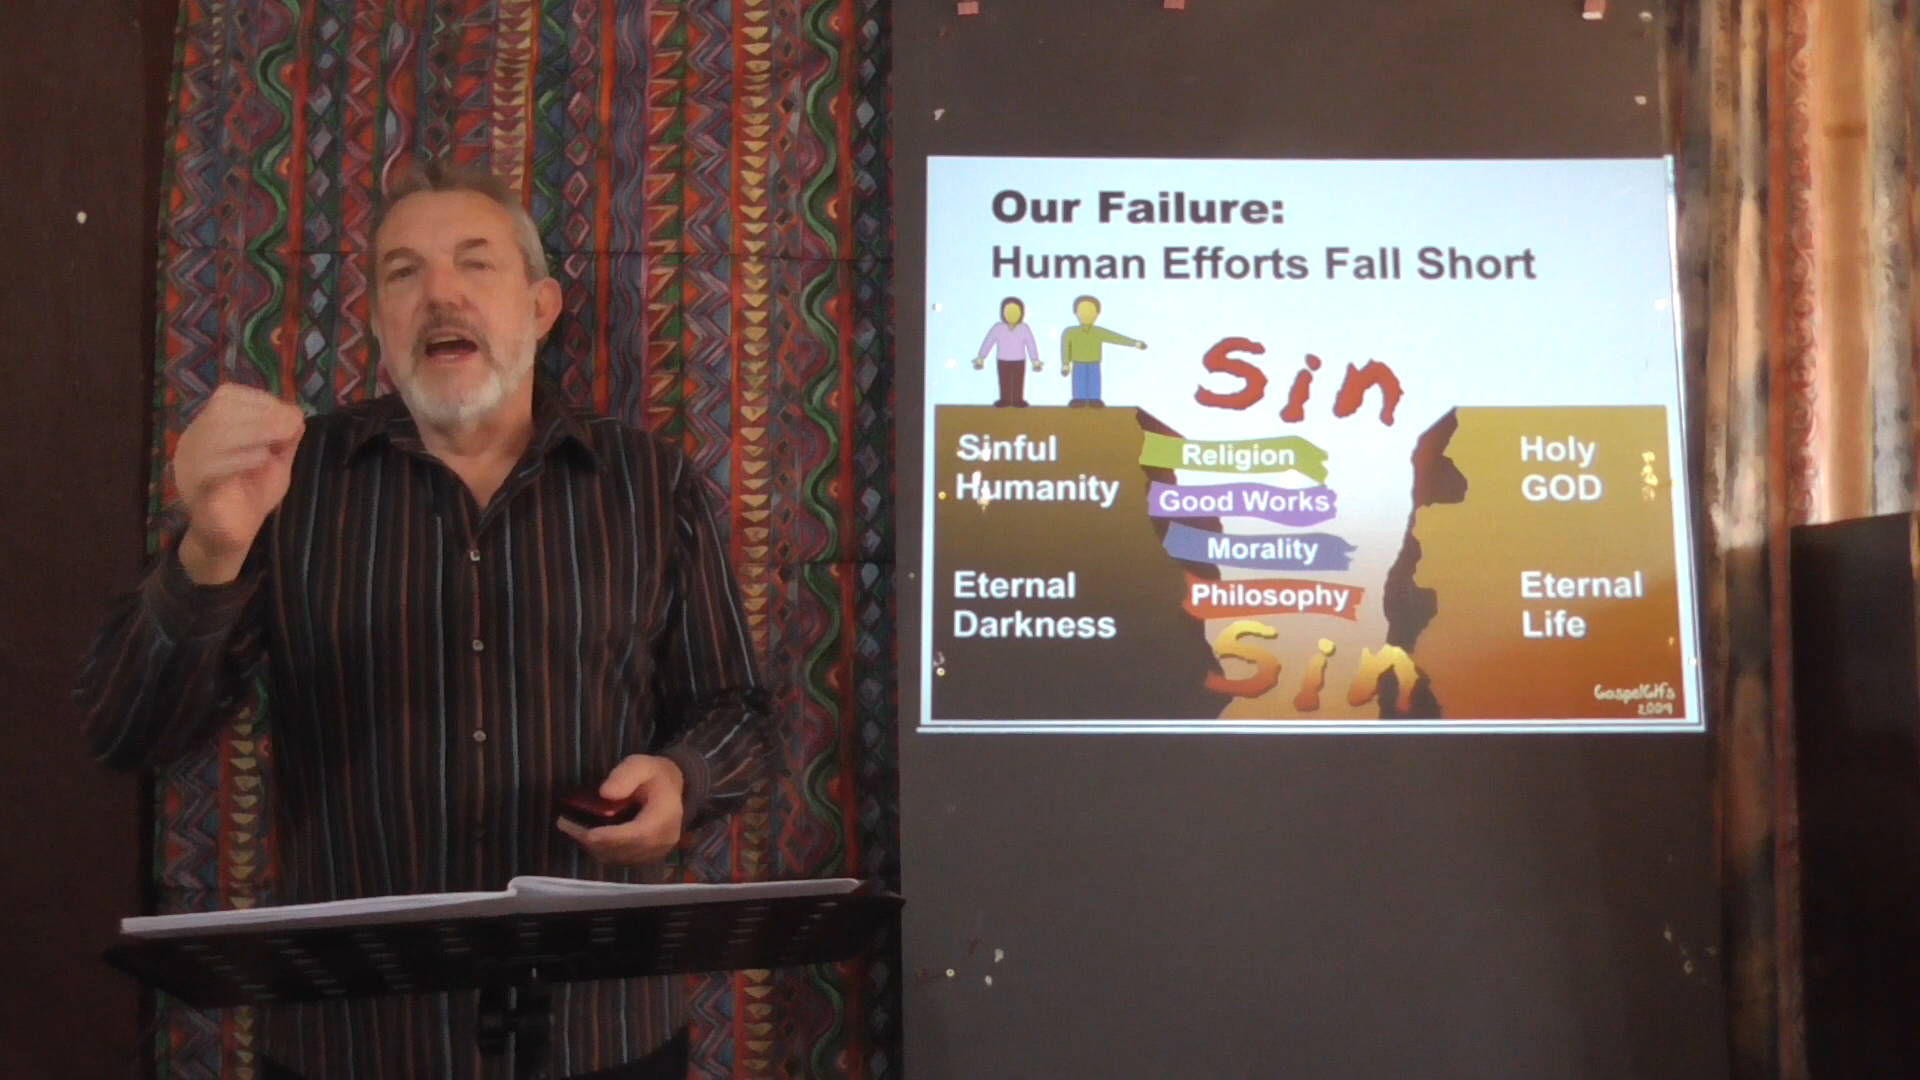 Our Failure:
Human Efforts Fall Short
Sin
Sinful
Humanity
Religion
Good Works
Morality
Philosophy
Holy
GOD
Eternal
Darkness
Eternal
Life
Sin
GospelGifs
2009